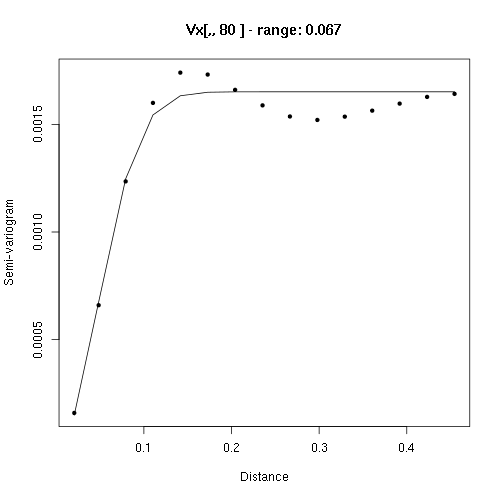 Vx[,, 80 ] - range: 0.067
Semi-variogram
0.0015
0.0010
0.0005
0.1 0.2 0.3 0.4
Distance